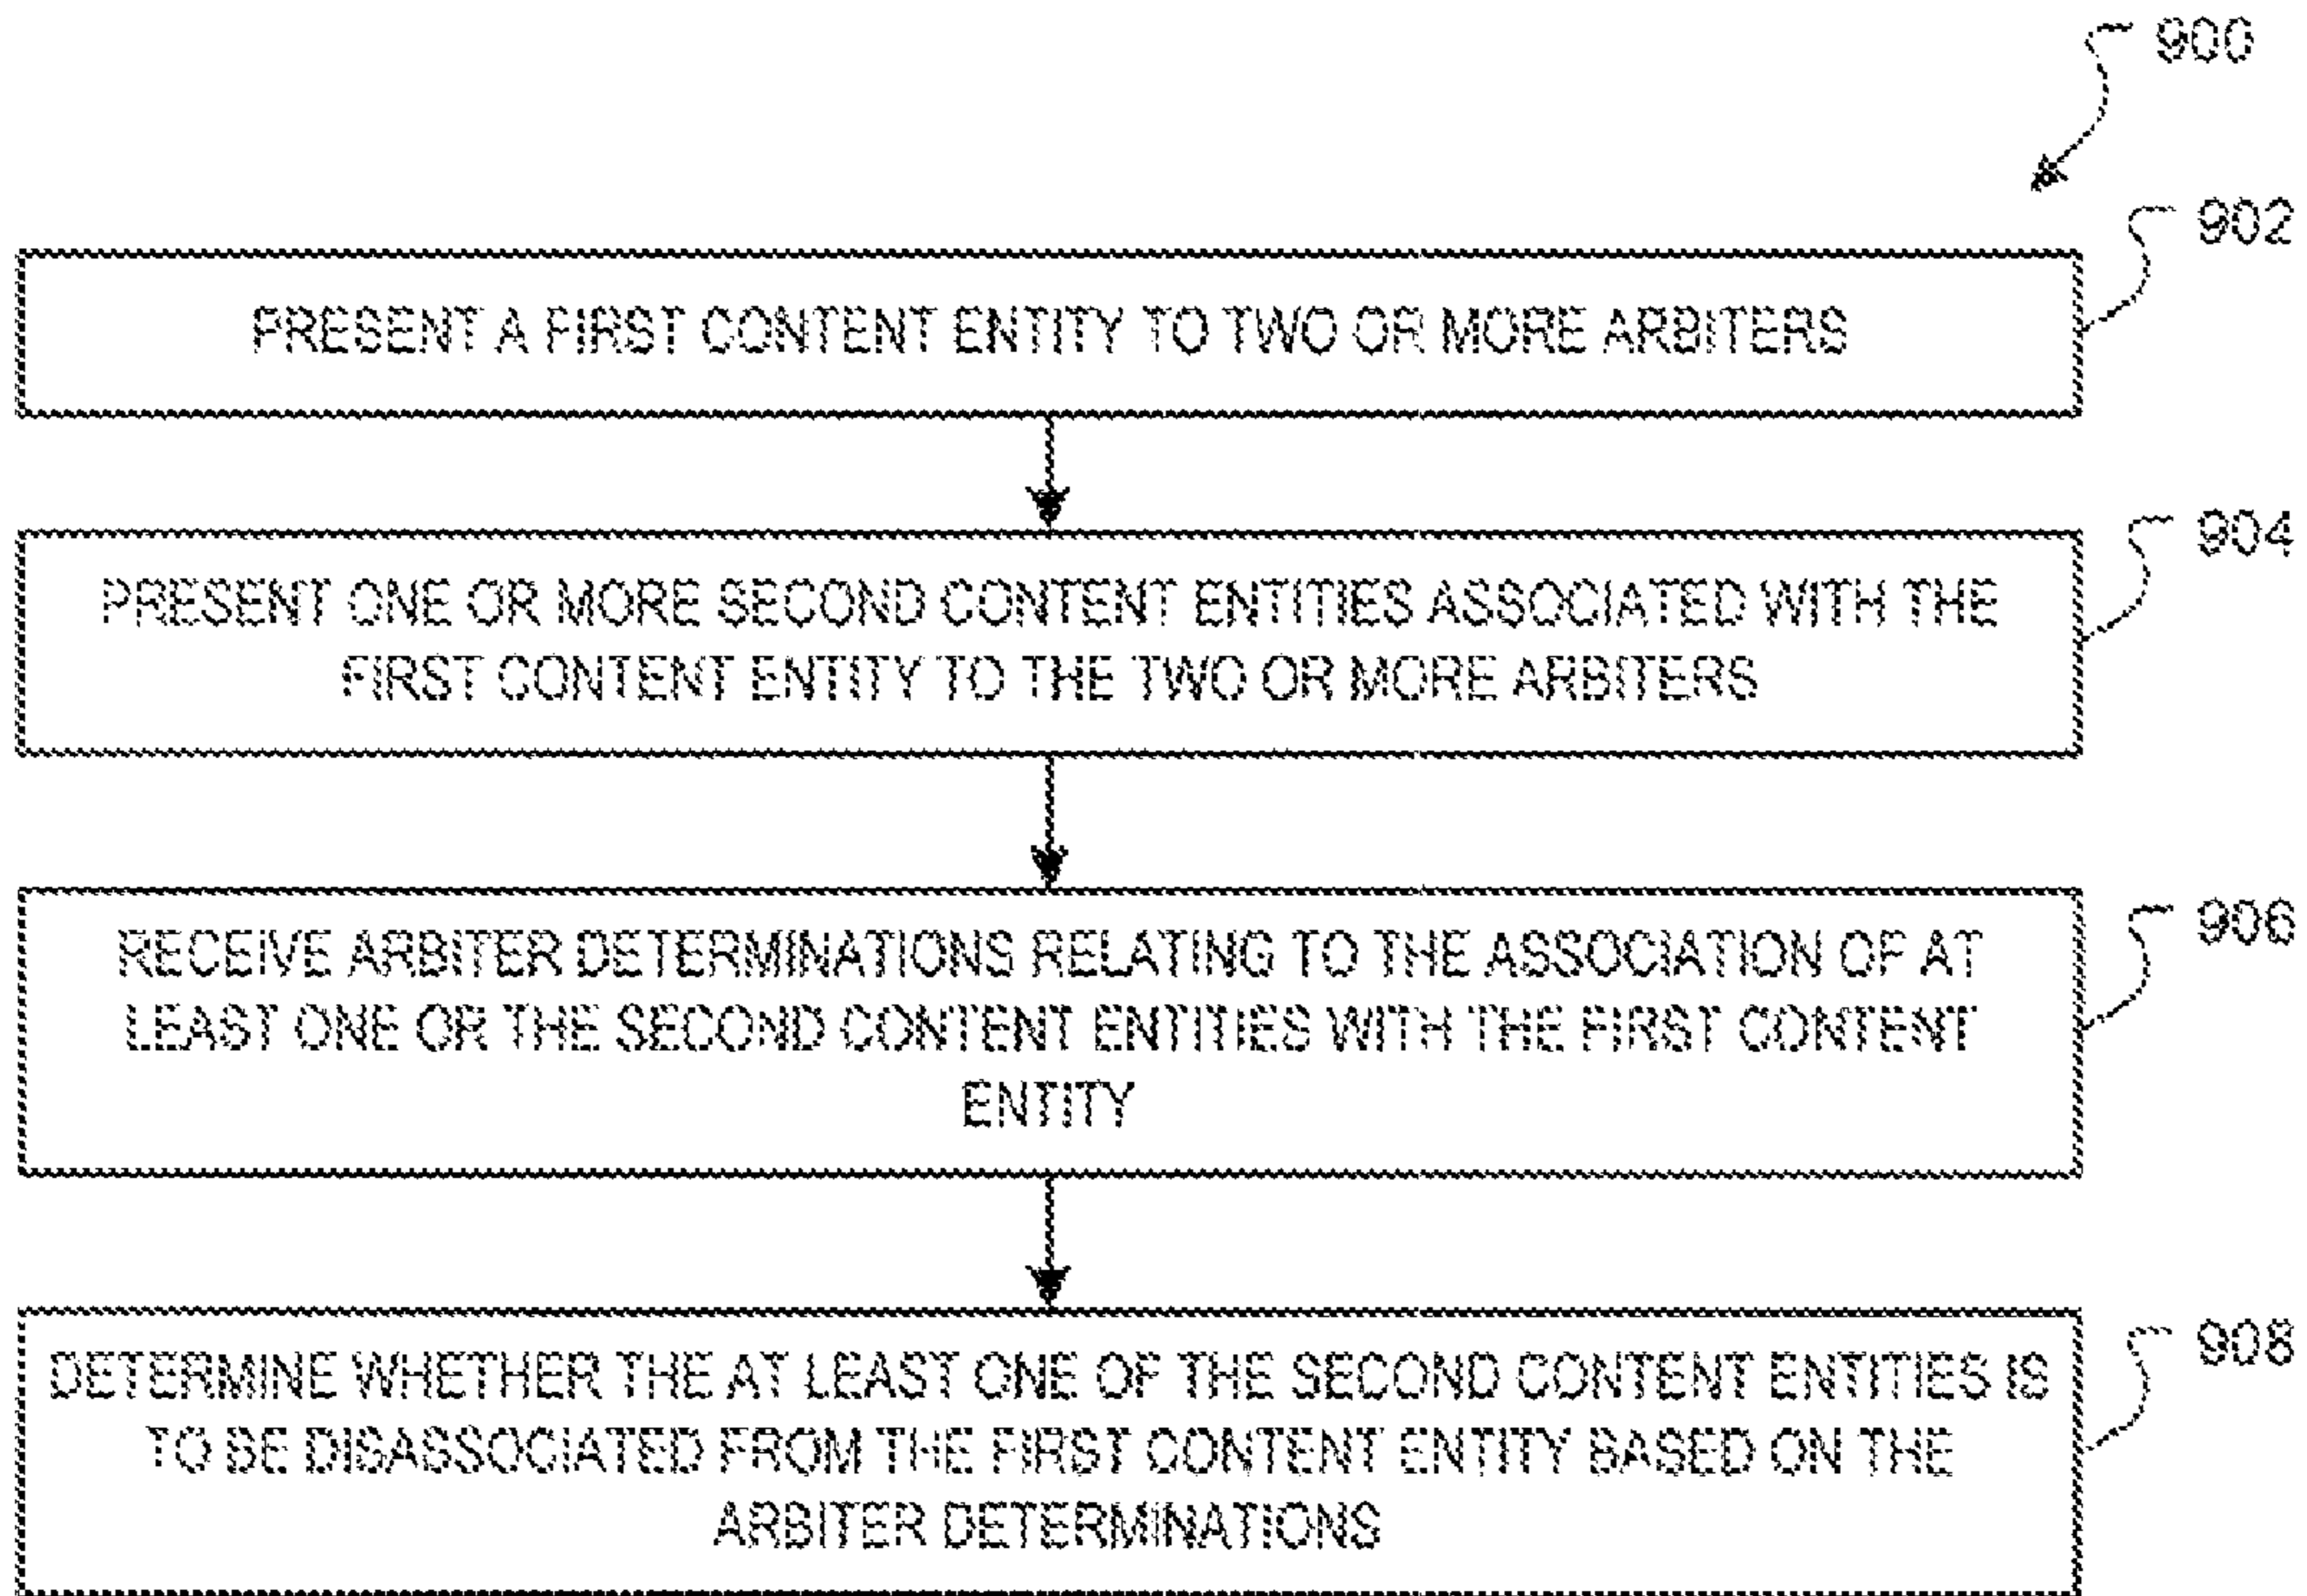 900
902
PRESENT A FIRST CONTENT ENTITY TO TWO OR MORE ARBITERS
904
PRESENT ONE OR MORE SECOND CONTENT ENTITIES ASSOCIATED WITH THE
FIRST CONTENT ENTITY TO THE TWO OR MORE ARBITERS
906
RECEIVE ARBITER DETERMINATIONS RELATING TO THE ASSOCIATION OF AT
LEAST ONE OR THE SECOND CONTENT ENTITIES WITH THE FIRST CONTENT
ENTITY
908
DETERMINE WHETHER THE AT LEAST ONE OF THE SECOND CONTENT ENTITIES IS
TO BE DISASSOCIATED FROM THE FIRST CONTENT ENTITY BASED ON THE
ARBITER DETERMINATIONS